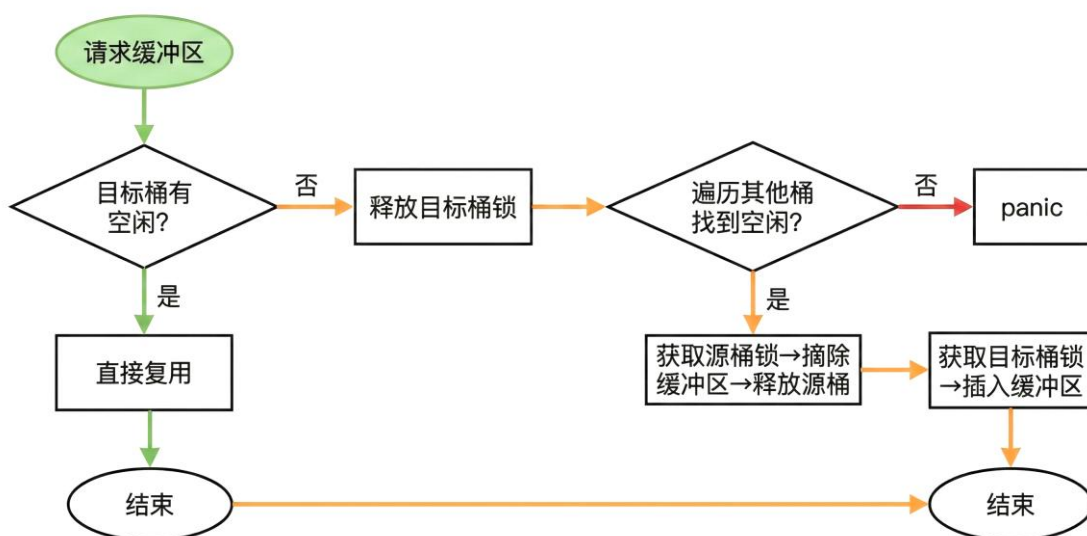 请求缓冲区
目标桶有
空闲?
否
释放目标桶锁
遍历其他桶
找到空闲?
否
panic
是
是
直接复用
获取源桶锁→摘除
缓冲区→释放源桶
获取目标桶锁
→插入缓冲区
结束
结束